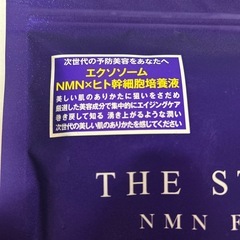 次世代の予防美容をあなたへ
エクソソーム
NMN×ヒト幹細胞培養液
美しい肌のありかたに狙いをさだめ
厳選した美容成分で集中的にエイジングケア
巻き戻して知る 湧き上がるような潤い
次世代の美しい肌のありかたを感じてください
THE ST
NMN F